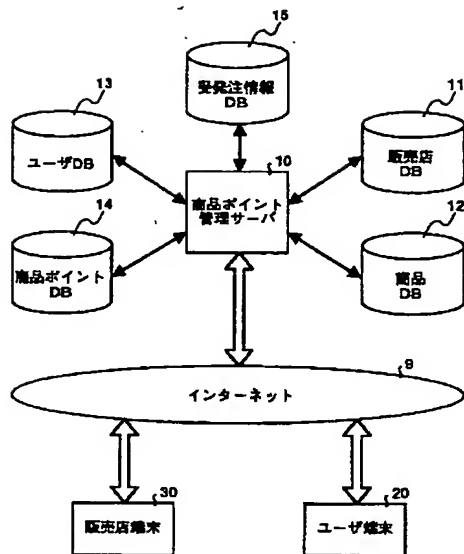 15
受発注情報
DB
13
ユーザDB
11
販売店
DB
10
商品ポイント
管理サーバ
14
商品ポイント
DB
12
商品
DB
9
インターネット
30
販売店端末
20
ユーザ端末